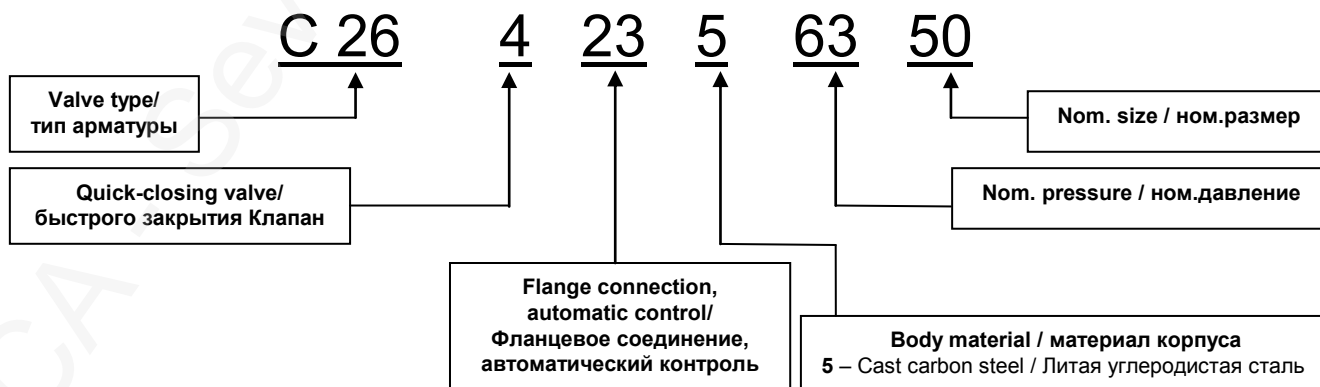 C 26 4 23 5 63 50
Valve type/
тип арматуры
Nom. size / ном.размер
Quick-closing valve/
быстрого закрытия Клапан
Nom. pressure / ном.давление
Flange connection,
automatic control/
Фланцевое соединение,
автоматический контроль
Body material / материал корпуса
5 – Cast carbon steel / Литая углеродистая сталь